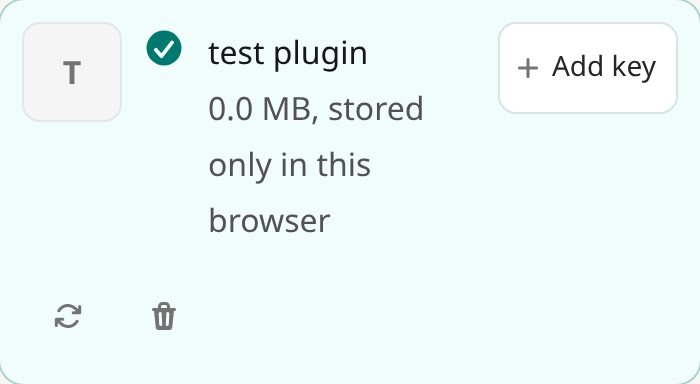 T
test plugin
0.0 MB, stored
only in this
browser
Add key